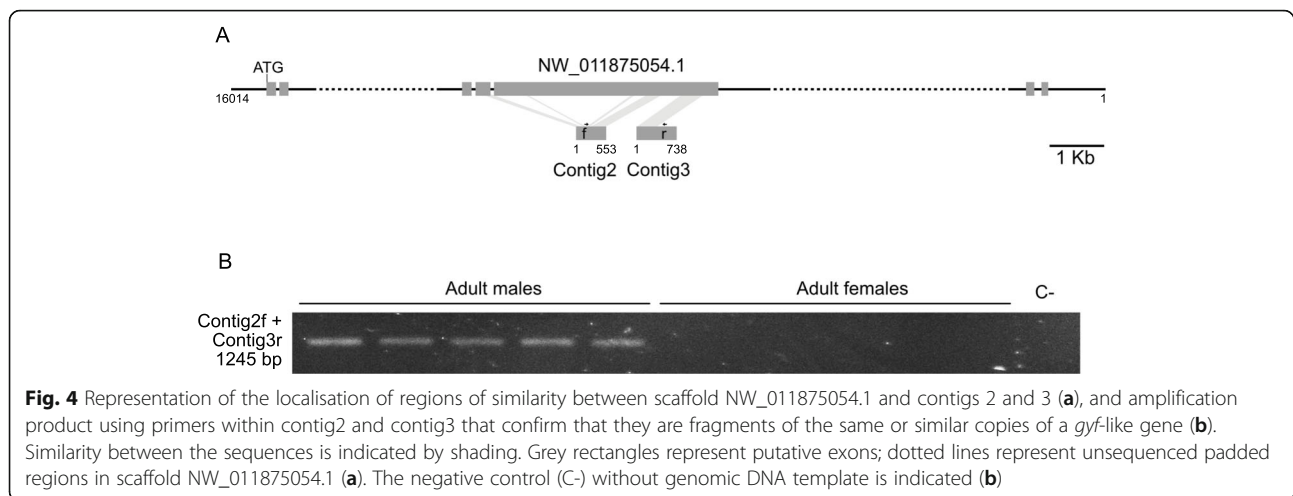 A
ATG
NW_011875054.1
16014
1
f
r
1 553
1 738
Contig2
Contig3
1 Kb
B
Adult males
Adult females
C-
Contig2f +
Contig3r
1245 bp
Fig. 4 Representation of the localisation of regions of similarity between scaffold NW_011875054.1 and contigs 2 and 3 (a), and amplification
product using primers within contig2 and contig3 that confirm that they are fragments of the same or similar copies of a gyf-like gene (b).
Similarity between the sequences is indicated by shading. Grey rectangles represent putative exons; dotted lines represent unsequenced padded
regions in scaffold NW_011875054.1 (a). The negative control (C-) without genomic DNA template is indicated (b)